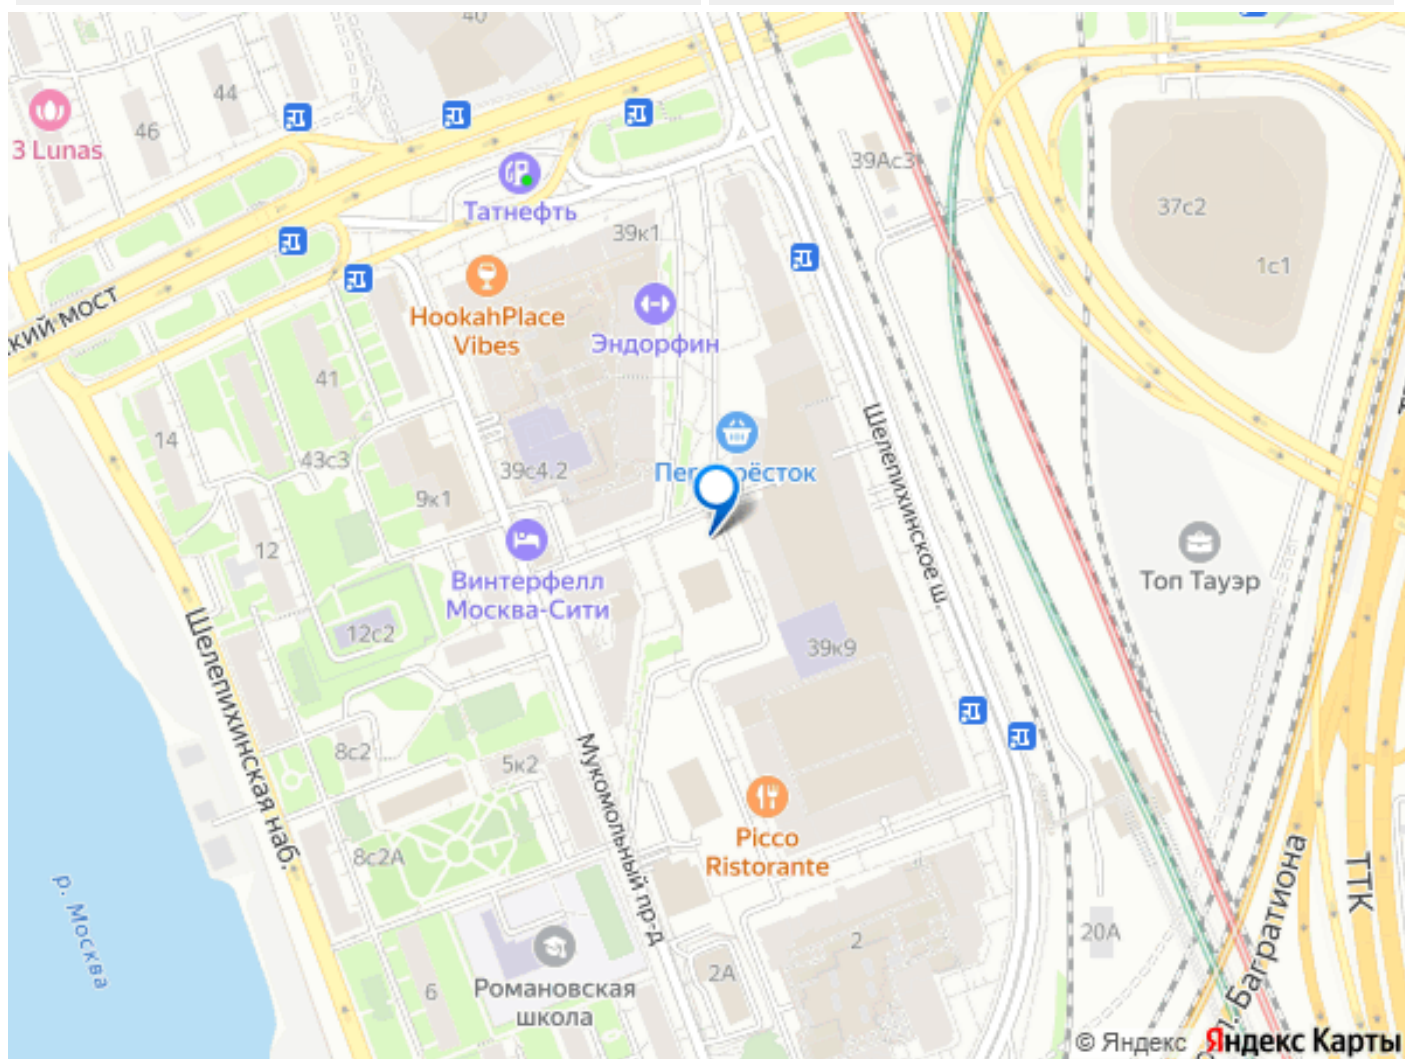 40
44
46
3 Lunas
39Ас3
Татнефть
37с2
39к1
1с1
HookahPlace
Vibes
Эндорфин
кий мост
41
14
43с3
39с4.2
9к1
Шелепихинское ш.
12
Винтерфелл
Москва-Сити
Топ Тауэр
12с2
39к9
Шелепихинская наб.
8с2
5к2
Мукомольный пр-д
8с2А
Picco
Ristorante
ТТК
р. Москва
20А
2
2А
6
Романовская
школа
Багратиона
© Яндекс Яндекс Карты